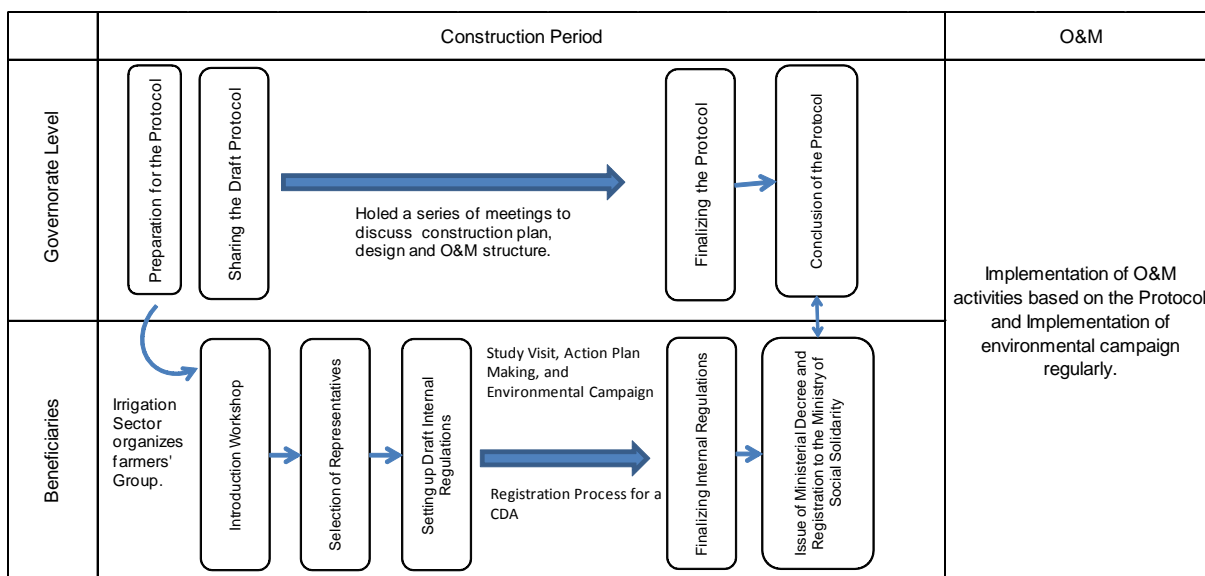 Construction Period
O&M
Governorate Level
Preparation for the Protocol
Sharing the Draft Protocol
Holed a series of meetings to
discuss construction plan,
design and O&M structure.
Finalizing the Protocol
Conclusion of the Protocol
Implementation of O&M
activities based on the Protocol
and Implementation of
environmental campaign
regularly.
Beneficiaries
Irrigation
Sector
organizes
farmers'
Group.
Introduction Workshop
Selection of Representatives
Setting up Draft Internal
Regulations
Study Visit, Action Plan
Making, and
Environmental Campaign
Registration Process for a
CDA
Finalizing Internal Regulations
Issue of Ministerial Decree and
Registration to the Ministry of
Social Solidarity